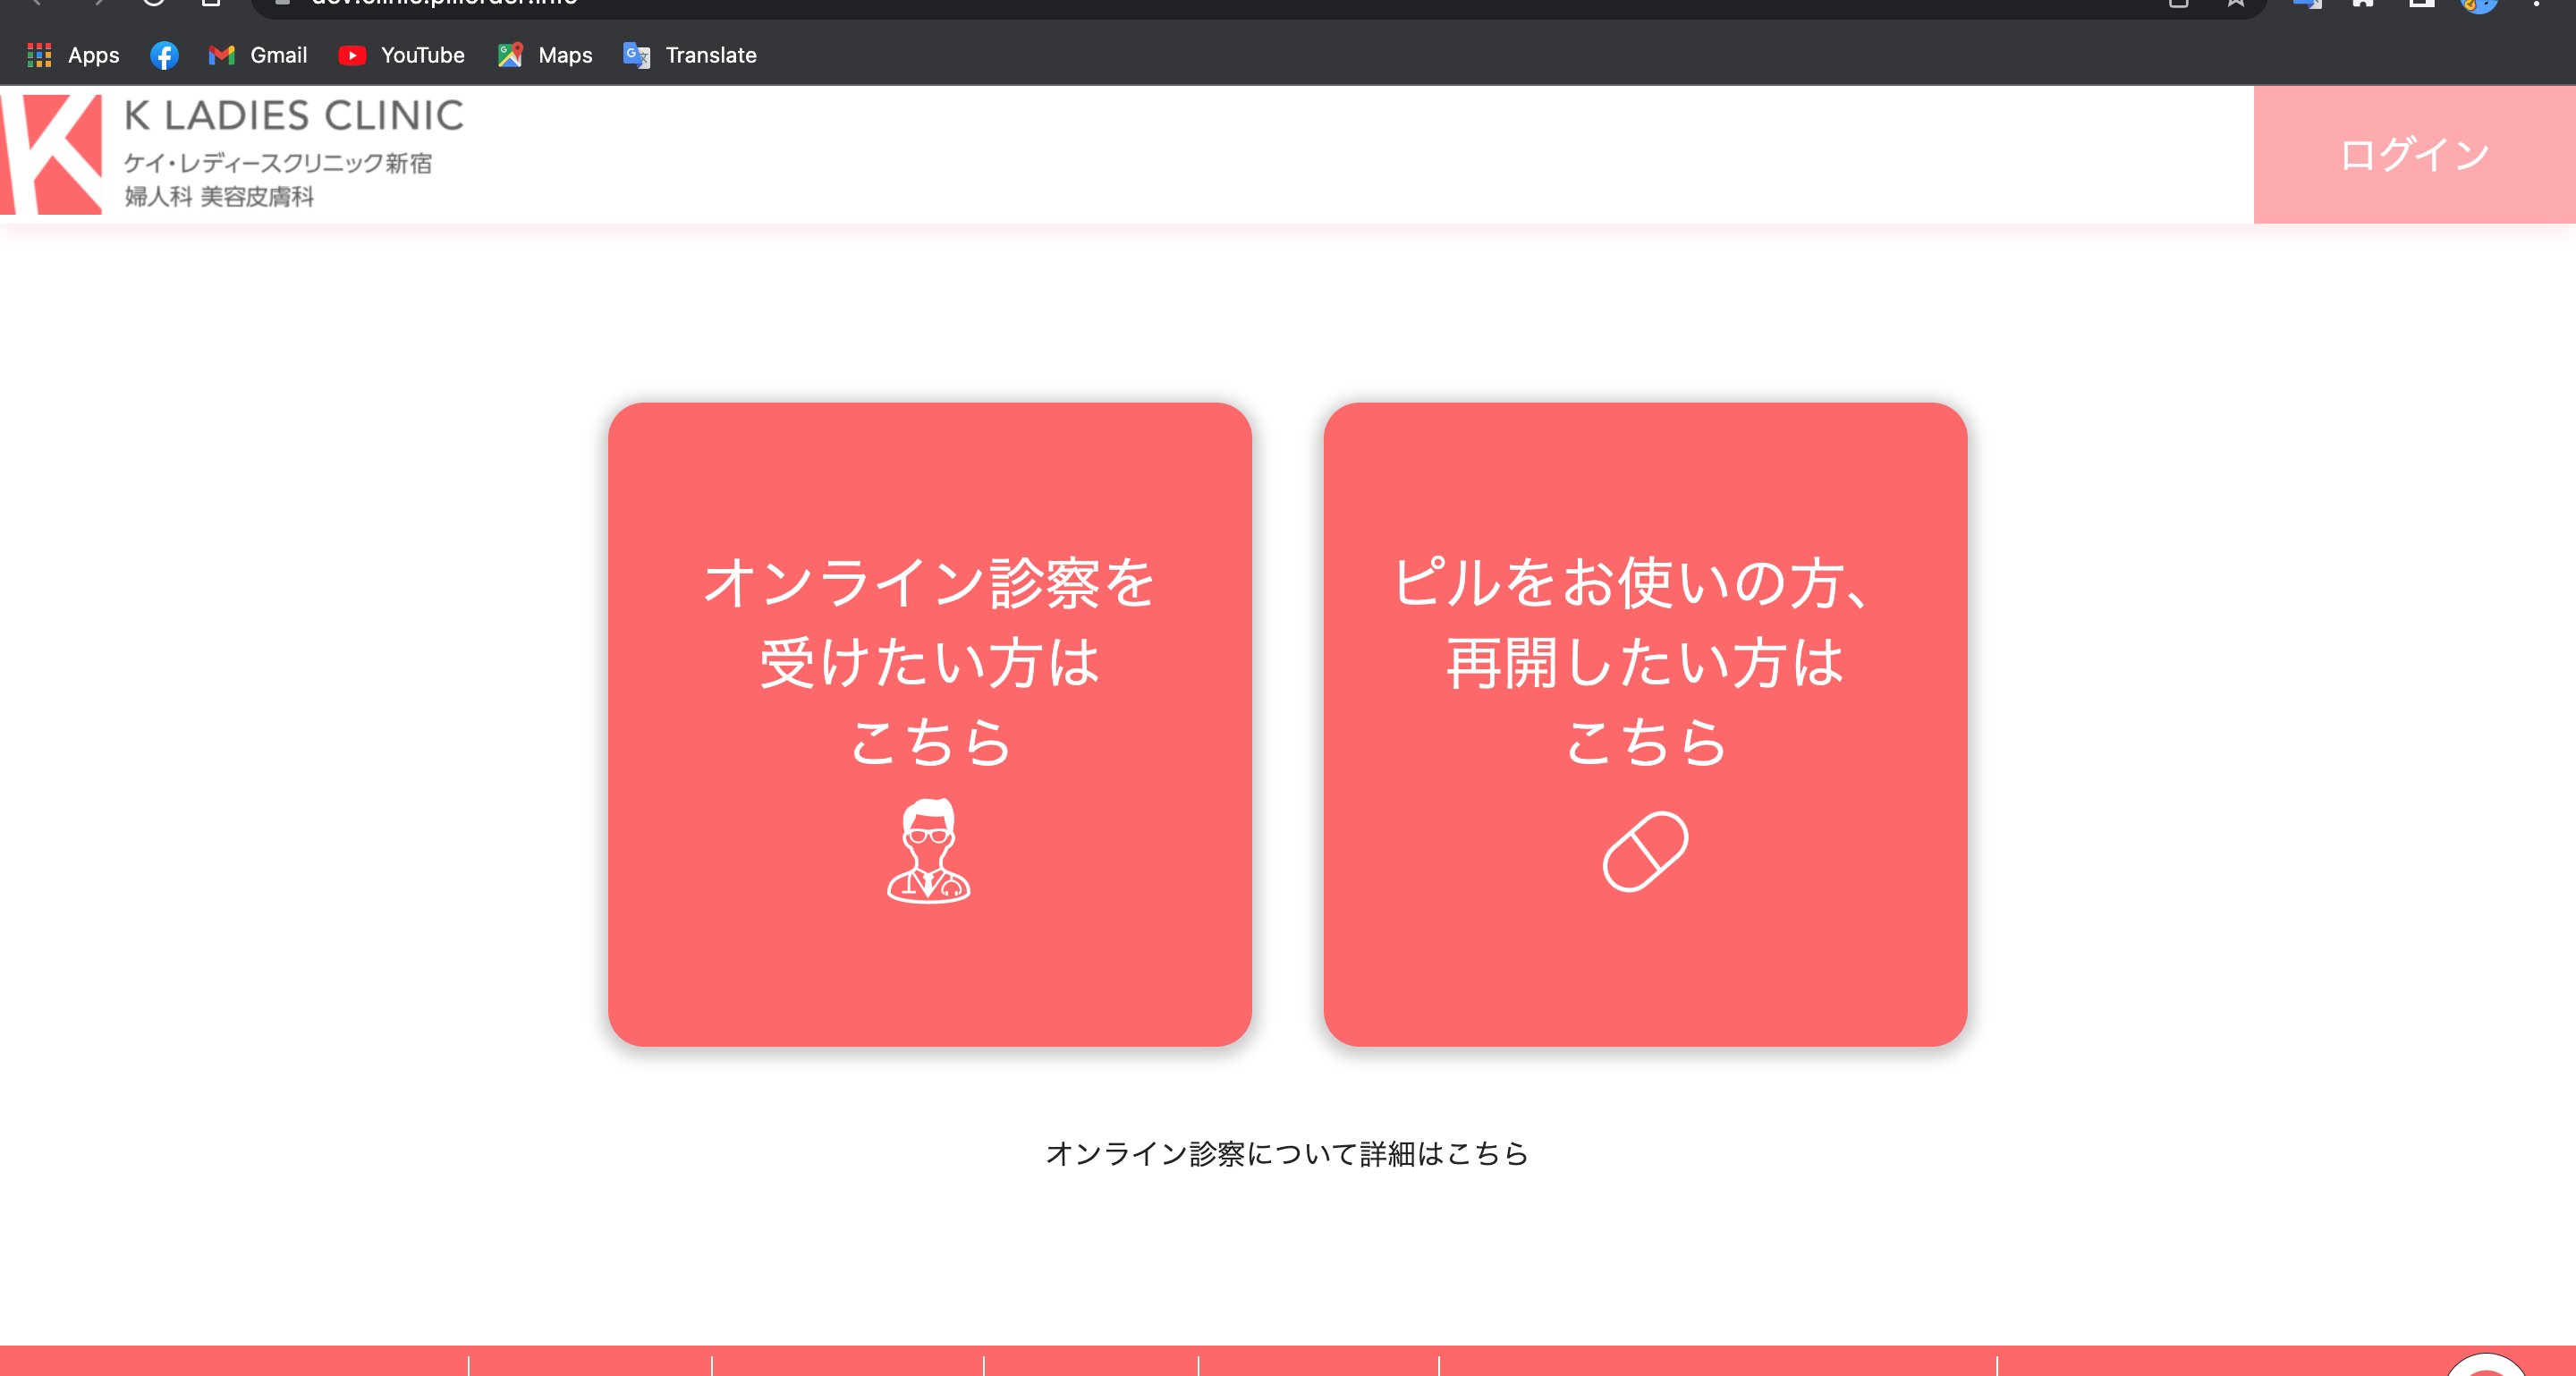 Apps Gmail YouTube Maps Translate
K LADIES CLINIC
ケイ・レディースクリニック新宿
婦人科 美容皮膚科
ログイン
オンライン診察を
受けたい方は
こちら
ピルをお使いの方、
再開したい方は
こちら
オンライン診察について詳細はこちら